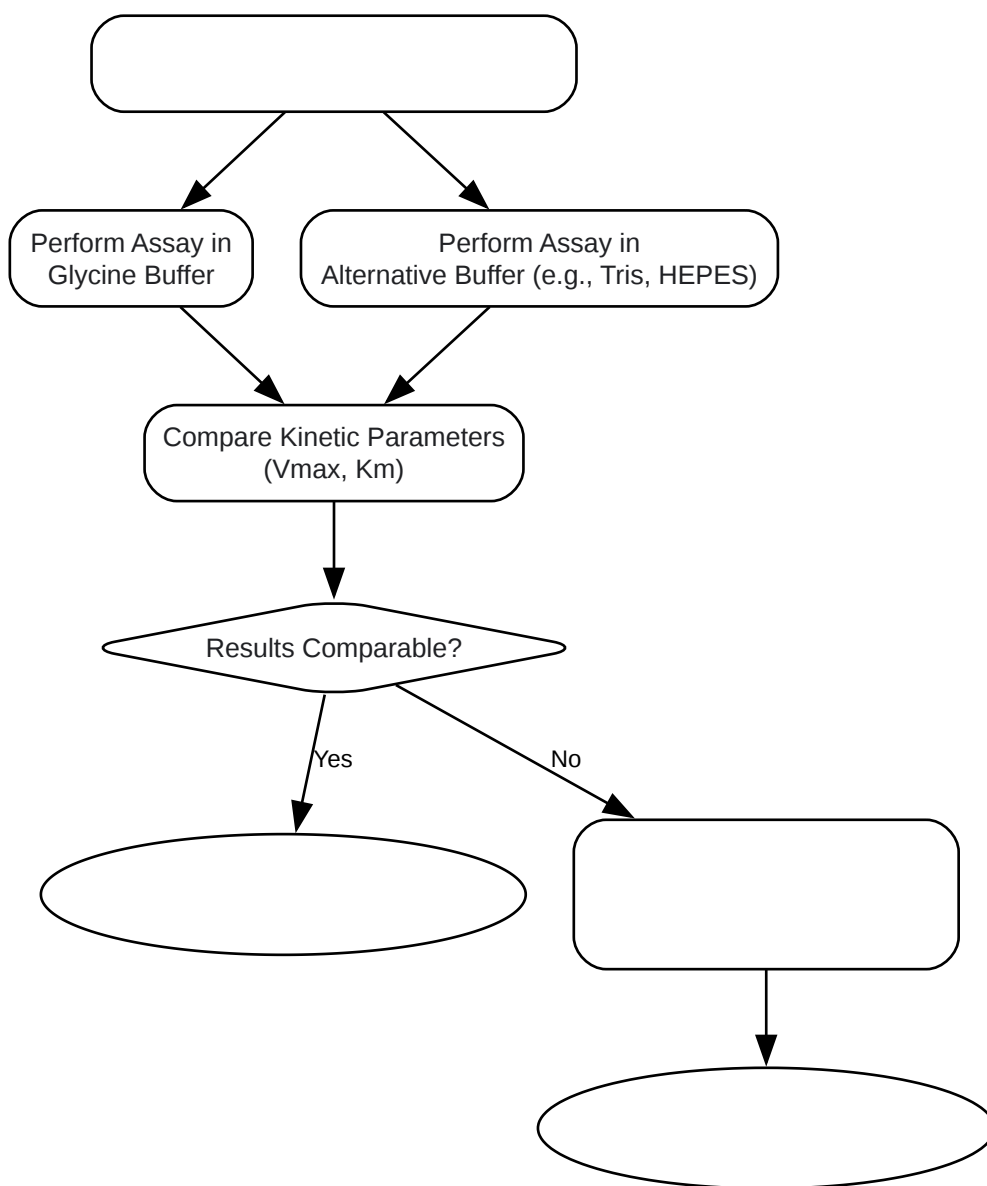 Perform Assay in
Glycine Buffer
Perform Assay in
Alternative Buffer (e.g., Tris, HEPES)
Compare Kinetic Parameters
(Vmax, Km)
Results Comparable?
Yes
No